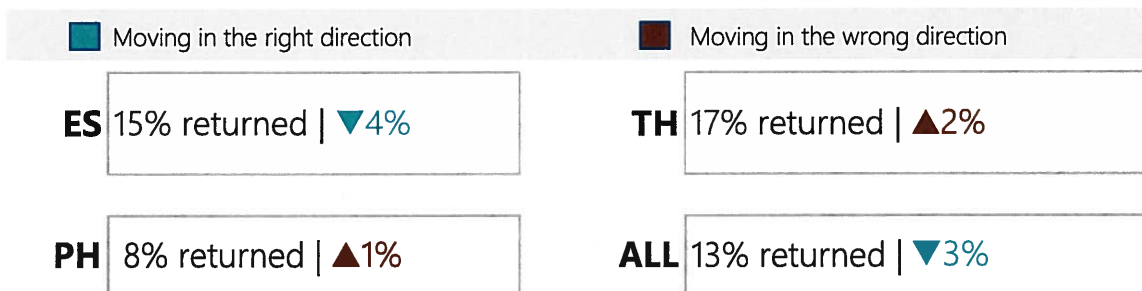 Moving in the right direction
Moving in the wrong direction
ES 15% returned | ▼4%
TH 17% returned | ▲2%
PH 8% returned | ▲1%
ALL 13% returned | ▼3%